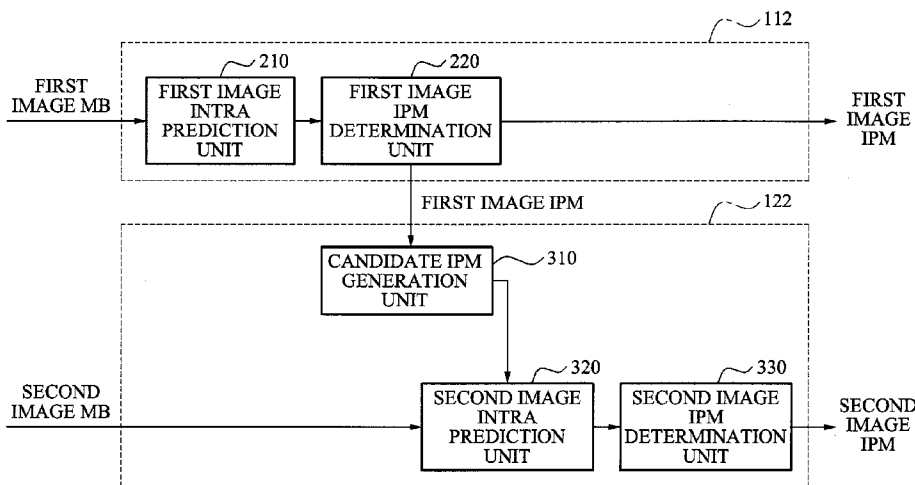 112
210
220
FIRST
IMAGE MB
FIRST IMAGE
INTRA
PREDICTION
UNIT
FIRST IMAGE
IPM
DETERMINATION
UNIT
FIRST
IMAGE
IPM
FIRST IMAGE IPM
122
CANDIDATE IPM
GENERATION
UNIT
310
320
330
SECOND
IMAGE MB
SECOND IMAGE
INTRA
PREDICTION
UNIT
SECOND IMAGE
IPM
DETERMINATION
UNIT
SECOND
IMAGE
IPM